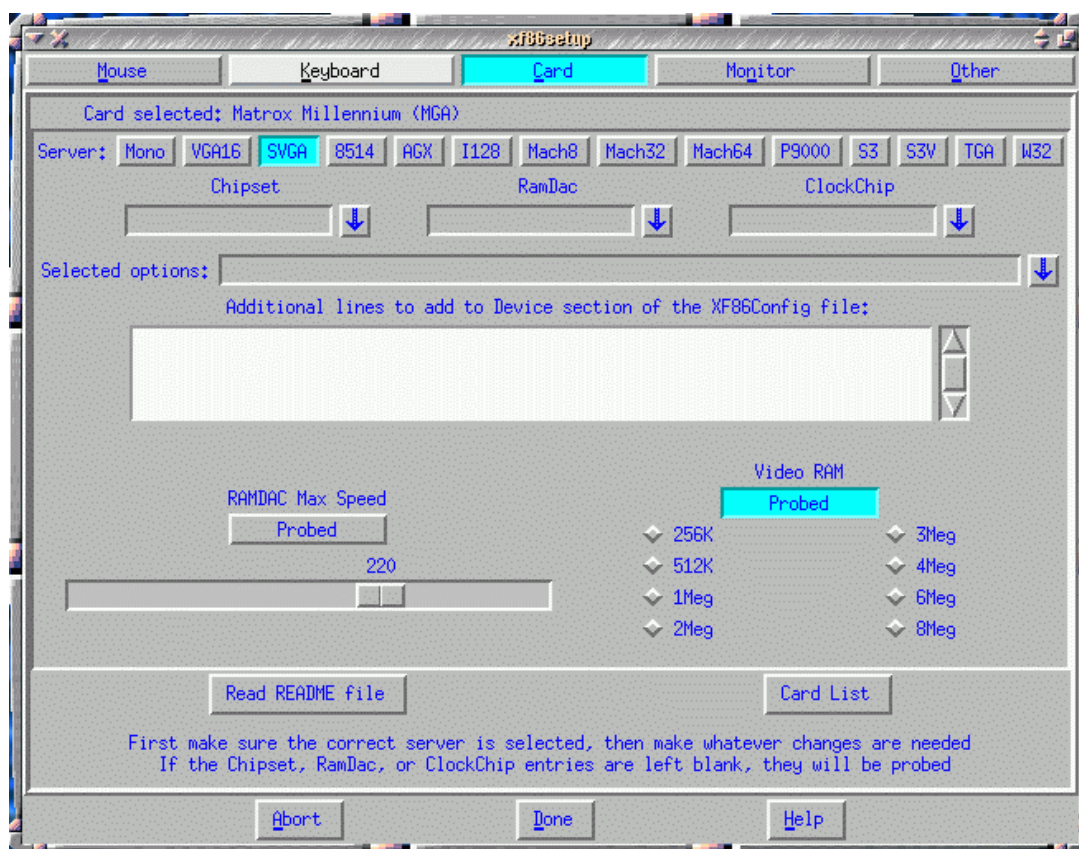 xf86setup
Mouse Keyboard Card Monitor Other
Card selected: Matrox Millennium (MGA)
Server: Mono VGA16 SVGA 8514 AGX I128 Mach8 Mach32 Mach64 P9000 S3 S3V TGA W32
Chipset RamDac ClockChip
Selected options:
Additional lines to add to Device section of the XF86Config file:
Video RAM
RAMDAC Max Speed
Probed
Probed
256K 3Meg
220
512K 4Meg
1Meg 6Meg
2Meg 8Meg
Read README file Card List
First make sure the correct server is selected, then make whatever changes are needed
If the Chipset, RamDac, or ClockChip entries are left blank, they will be probed
Abort Done Help